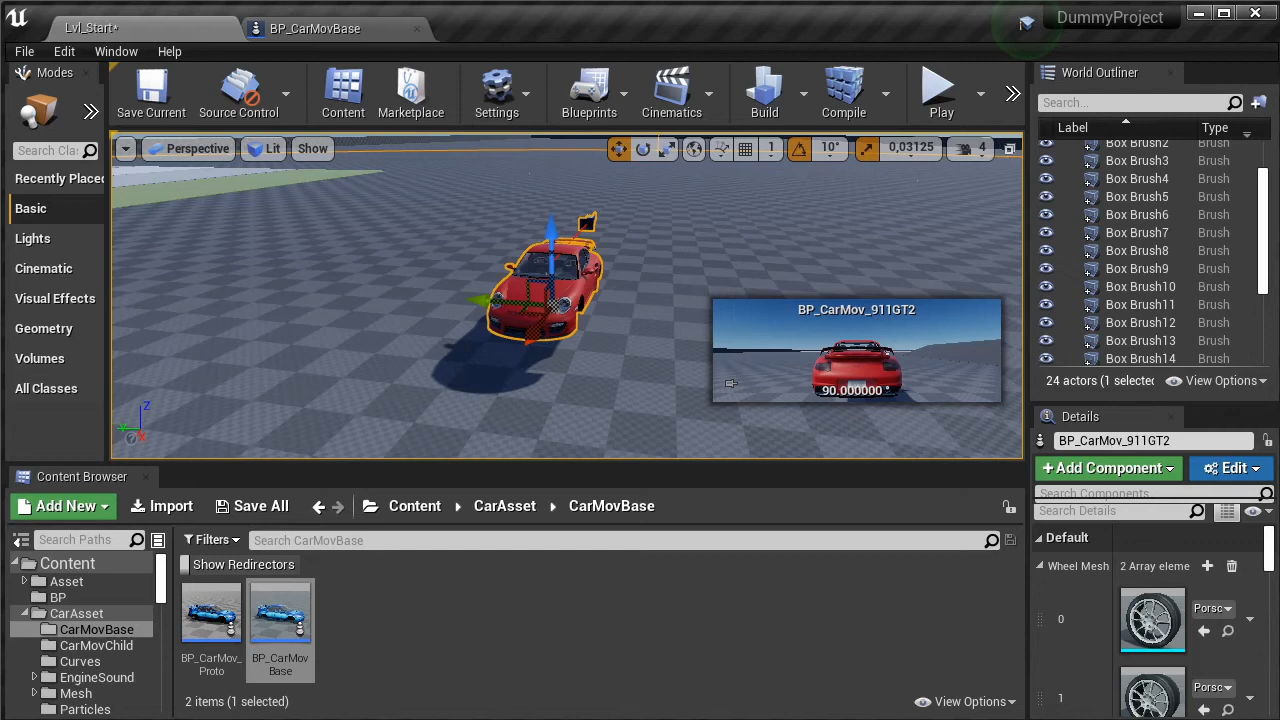 Lvl_Start*
BP_CarMovBase
DummyProject
File Edit Window Help
Modes
Search Clas
Recently Placed
Basic
Lights
Cinematic
Visual Effects
Geometry
Volumes
All Classes
Save Current
Source Control
Content
Marketplace
Settings
Blueprints
Cinematics
Build
Compile
Play
Perspective
Lit
Show
1
10°
0,03125
4
BP_CarMov_911GT2
90.000000 °
Z
Y
X
World Outliner
Search...
Label
Type
Box Brush2 Brush
Box Brush3 Brush
Box Brush4 Brush
Box Brush5 Brush
Box Brush6 Brush
Box Brush7 Brush
Box Brush8 Brush
Box Brush9 Brush
Box Brush10 Brush
Box Brush11 Brush
Box Brush12 Brush
Box Brush13 Brush
Box Brush14 Brush
24 actors (1 selectec
View Options
Details
BP_CarMov_911GT2
+Add Component
Edit
Search Components
Search Details
Default
Wheel Mesh
2 Array eleme
0
Porsc
1
Porsc
Content Browser
Add New
Import
Save All
Content
CarAsset
CarMovBase
Search Paths
Content
Asset
BP
CarAsset
CarMovBase
CarMovChild
Curves
EngineSound
Mesh
Particles
Filters
Search CarMovBase
Show Redirectors
BP_CarMov_
Proto
BP_CarMov
Base
2 items (1 selected)
View Options